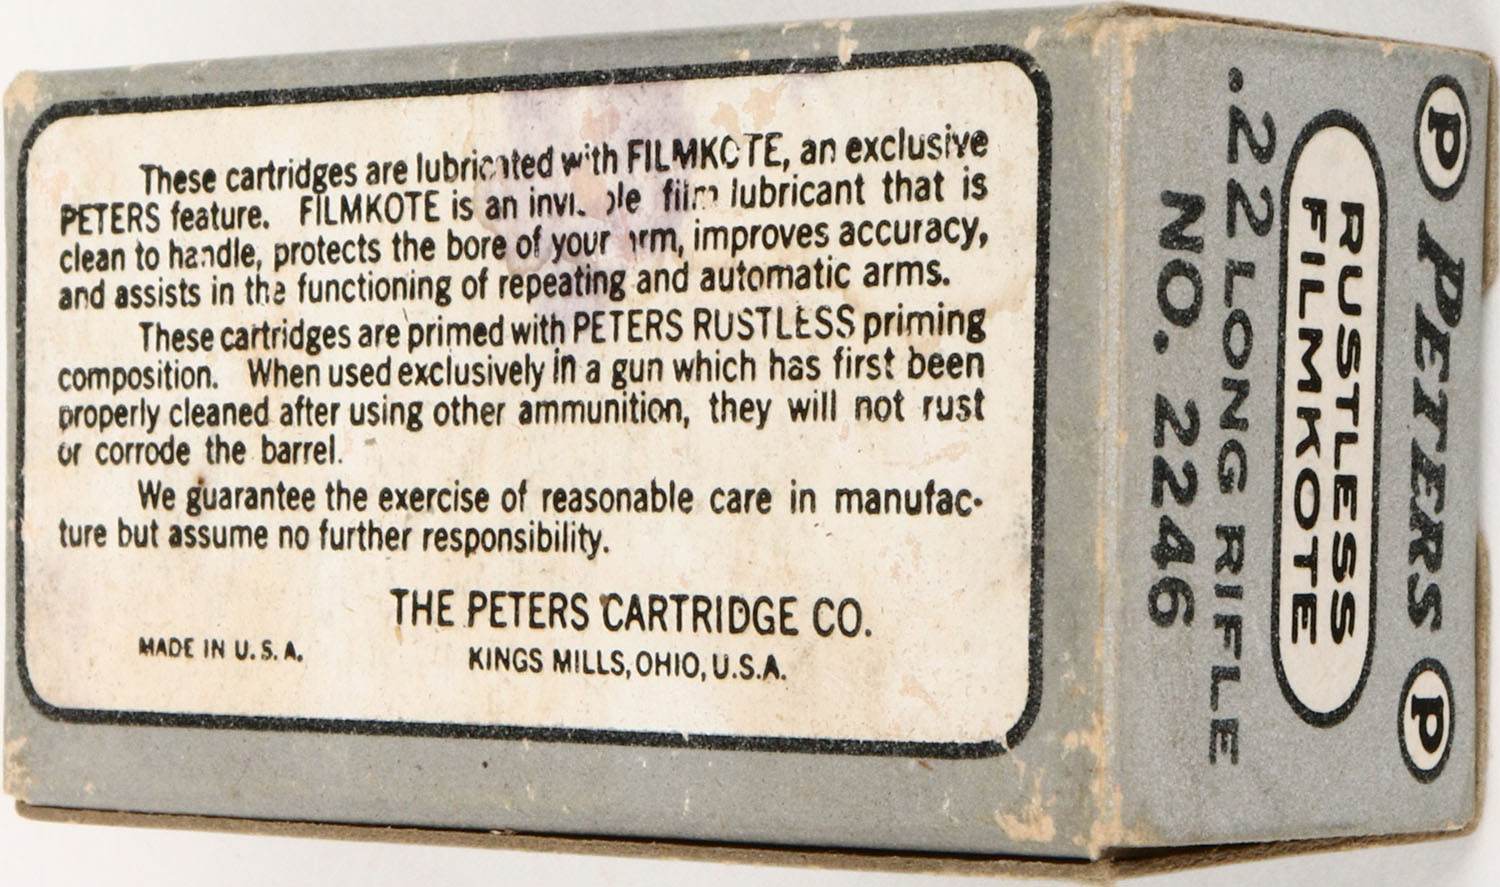 These cartridges are lubricated with FILMKOTE, an exclusive
PETERS feature. FILMKOTE is an invisible film lubricant that is
clean to handle, protects the bore of your arm, improves accuracy,
and assists in the functioning of repeating and automatic arms.
These cartridges are primed with PETERS RUSTLESS priming
composition. When used exclusively in a gun which has first been
properly cleaned after using other ammunition, they will not rust
or corrode the barrel.
We guarantee the exercise of reasonable care in manufac-
ture but assume no further responsibility.
THE PETERS CARTRIDGE CO.
MADE IN U.S.A.
KINGS MILLS, OHIO, U.S.A.
P PETERS P
RUSTLESS
FILMKOTE
.22 LONG RIFLE
NO. 2246